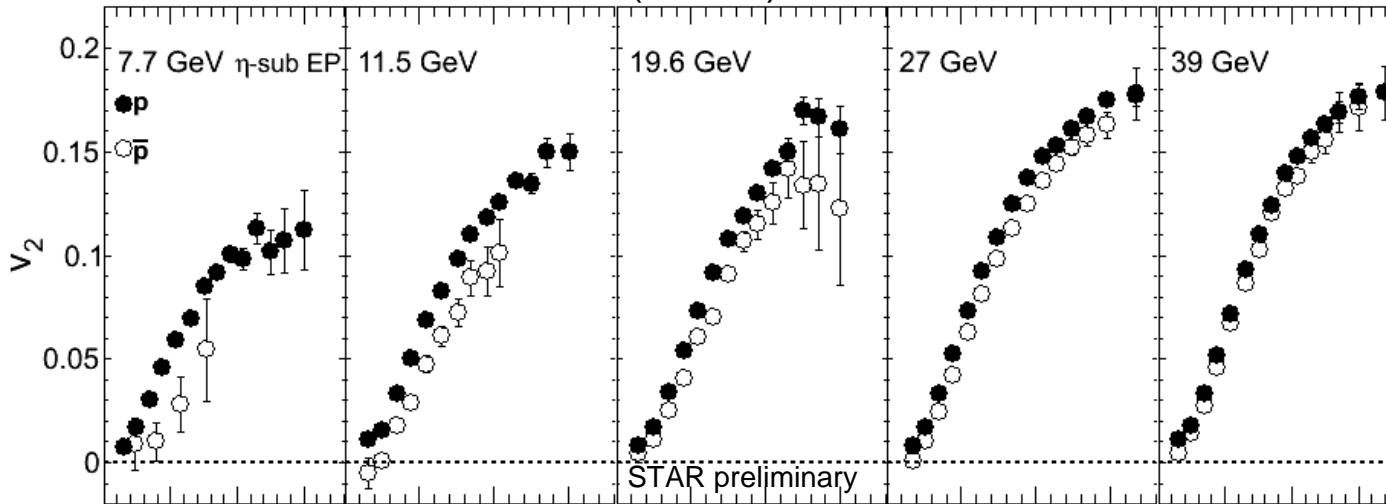 0.2
0.15
0.1
0.05
0
v2
7.7 GeV η-sub EP
p
p̅
11.5 GeV
19.6 GeV
27 GeV
39 GeV
STAR preliminary